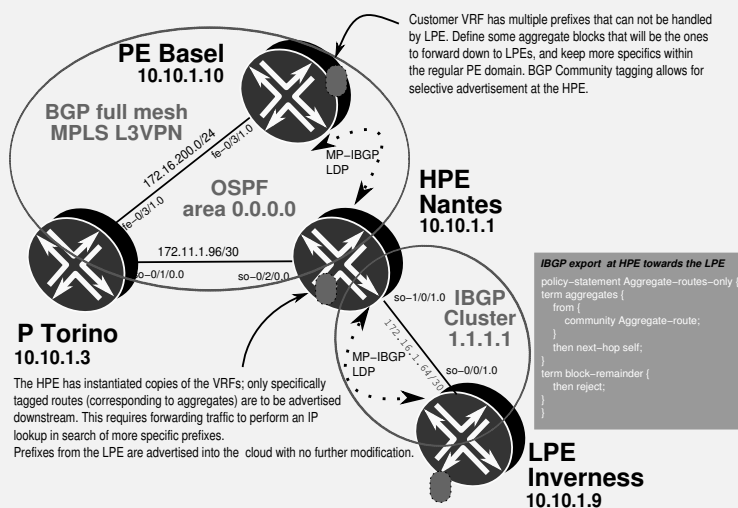 Customer VRF has multiple prefixes that can not be handled
by LPE. Define some aggregate blocks that will be the ones
to forward down to LPEs, and keep more specifics within
the regular PE domain. BGP Community tagging allows for
selective advertisement at the HPE.
PE Basel
10.10.1.10
BGP full mesh
MPLS L3VPN
172.16.200.0/24
fe−0/3/1.0
fe−0/3/1.0
MP−IBGP
LDP
OSPF
area 0.0.0.0
HPE
Nantes
10.10.1.1
172.11.1.96/30
so−0/1/0.0
so−0/2/0.0
P Torino
10.10.1.3
so−1/0/1.0
IBGP
Cluster
1.1.1.1
172.16.1.64/30
so−0/0/1.0
MP−IBGP
LDP
IBGP export at HPE towards the LPE
policy−statement Aggregate−routes−only {
term aggregates {
from {
community Aggregate−route;
}
then next−hop self;
}
term block−remainder {
then reject;
}
}
The HPE has instantiated copies of the VRFs; only specifically
tagged routes (corresponding to aggregates) are to be advertised
downstream. This requires forwarding traffic to perform an IP
lookup in search of more specific prefixes.
Prefixes from the LPE are advertised into the cloud with no further modification.
LPE
Inverness
10.10.1.9